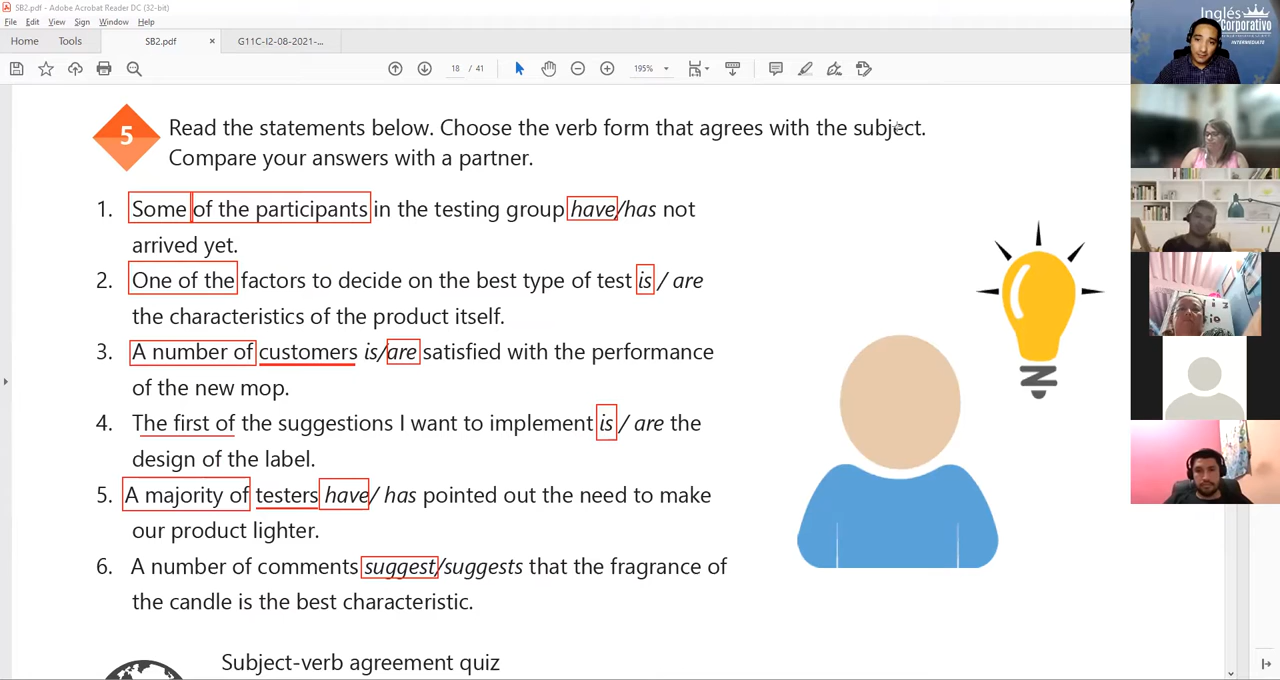 SB2.pdf - Adobe Acrobat Reader DC (32-bit)
File Edit View Sign Window Help
Home Tools SB2.pdf × G11C-I2-08-2021-...
18 / 41 195%
Inglés
Corporativo
INTERMEDIATE
5 Read the statements below. Choose the verb form that agrees with the subject.
Compare your answers with a partner.
1. Some of the participants in the testing group have/has not
arrived yet.
2. One of the factors to decide on the best type of test is / are
the characteristics of the product itself.
3. A number of customers is/are satisfied with the performance
of the new mop.
4. The first of the suggestions I want to implement is / are the
design of the label.
5. A majority of testers have/ has pointed out the need to make
our product lighter.
6. A number of comments suggest/suggests that the fragrance of
the candle is the best characteristic.
Subject-verb agreement quiz